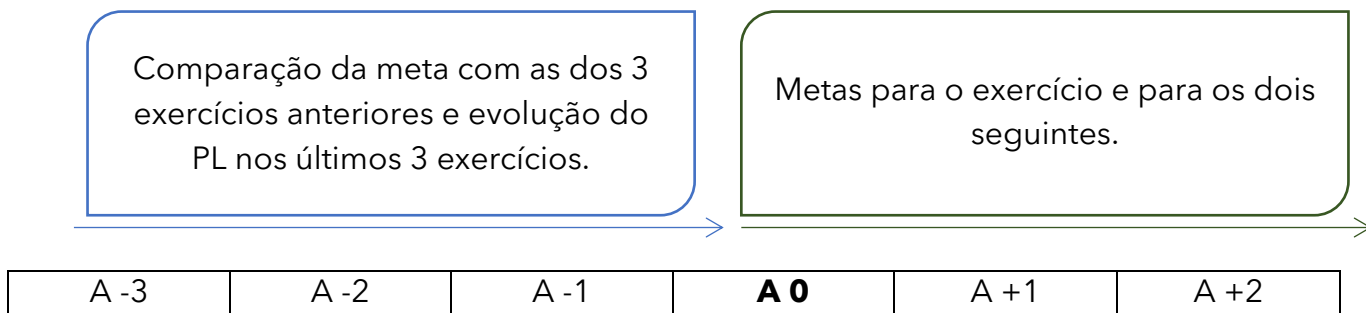 Comparação da meta com as dos 3
exercícios anteriores e evolução do
PL nos últimos 3 exercícios.
Metas para o exercício e para os dois
seguintes.
A -3 A -2 A -1 A 0 A +1 A +2